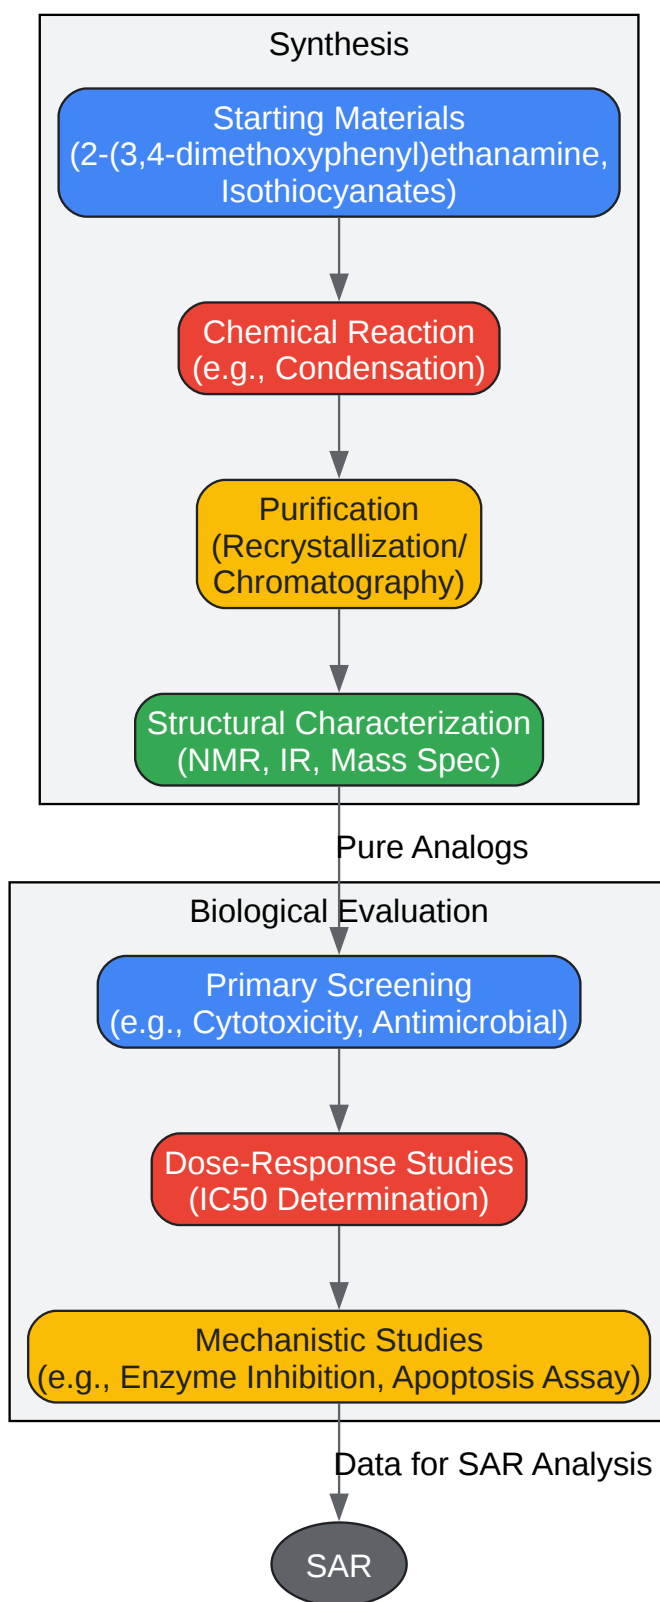 Synthesis
Starting Materials
(2-(3,4-dimethoxyphenyl)ethanamine,
Isothiocyanates)
Chemical Reaction
(e.g., Condensation)
Purification
(Recrystallization/
Chromatography)
Structural Characterization
(NMR, IR, Mass Spec)
Pure Analogs
Biological Evaluation
Primary Screening
(e.g., Cytotoxicity, Antimicrobial)
Dose-Response Studies
(IC50 Determination)
Mechanistic Studies
(e.g., Enzyme Inhibition, Apoptosis Assay)
Data for SAR Analysis
SAR